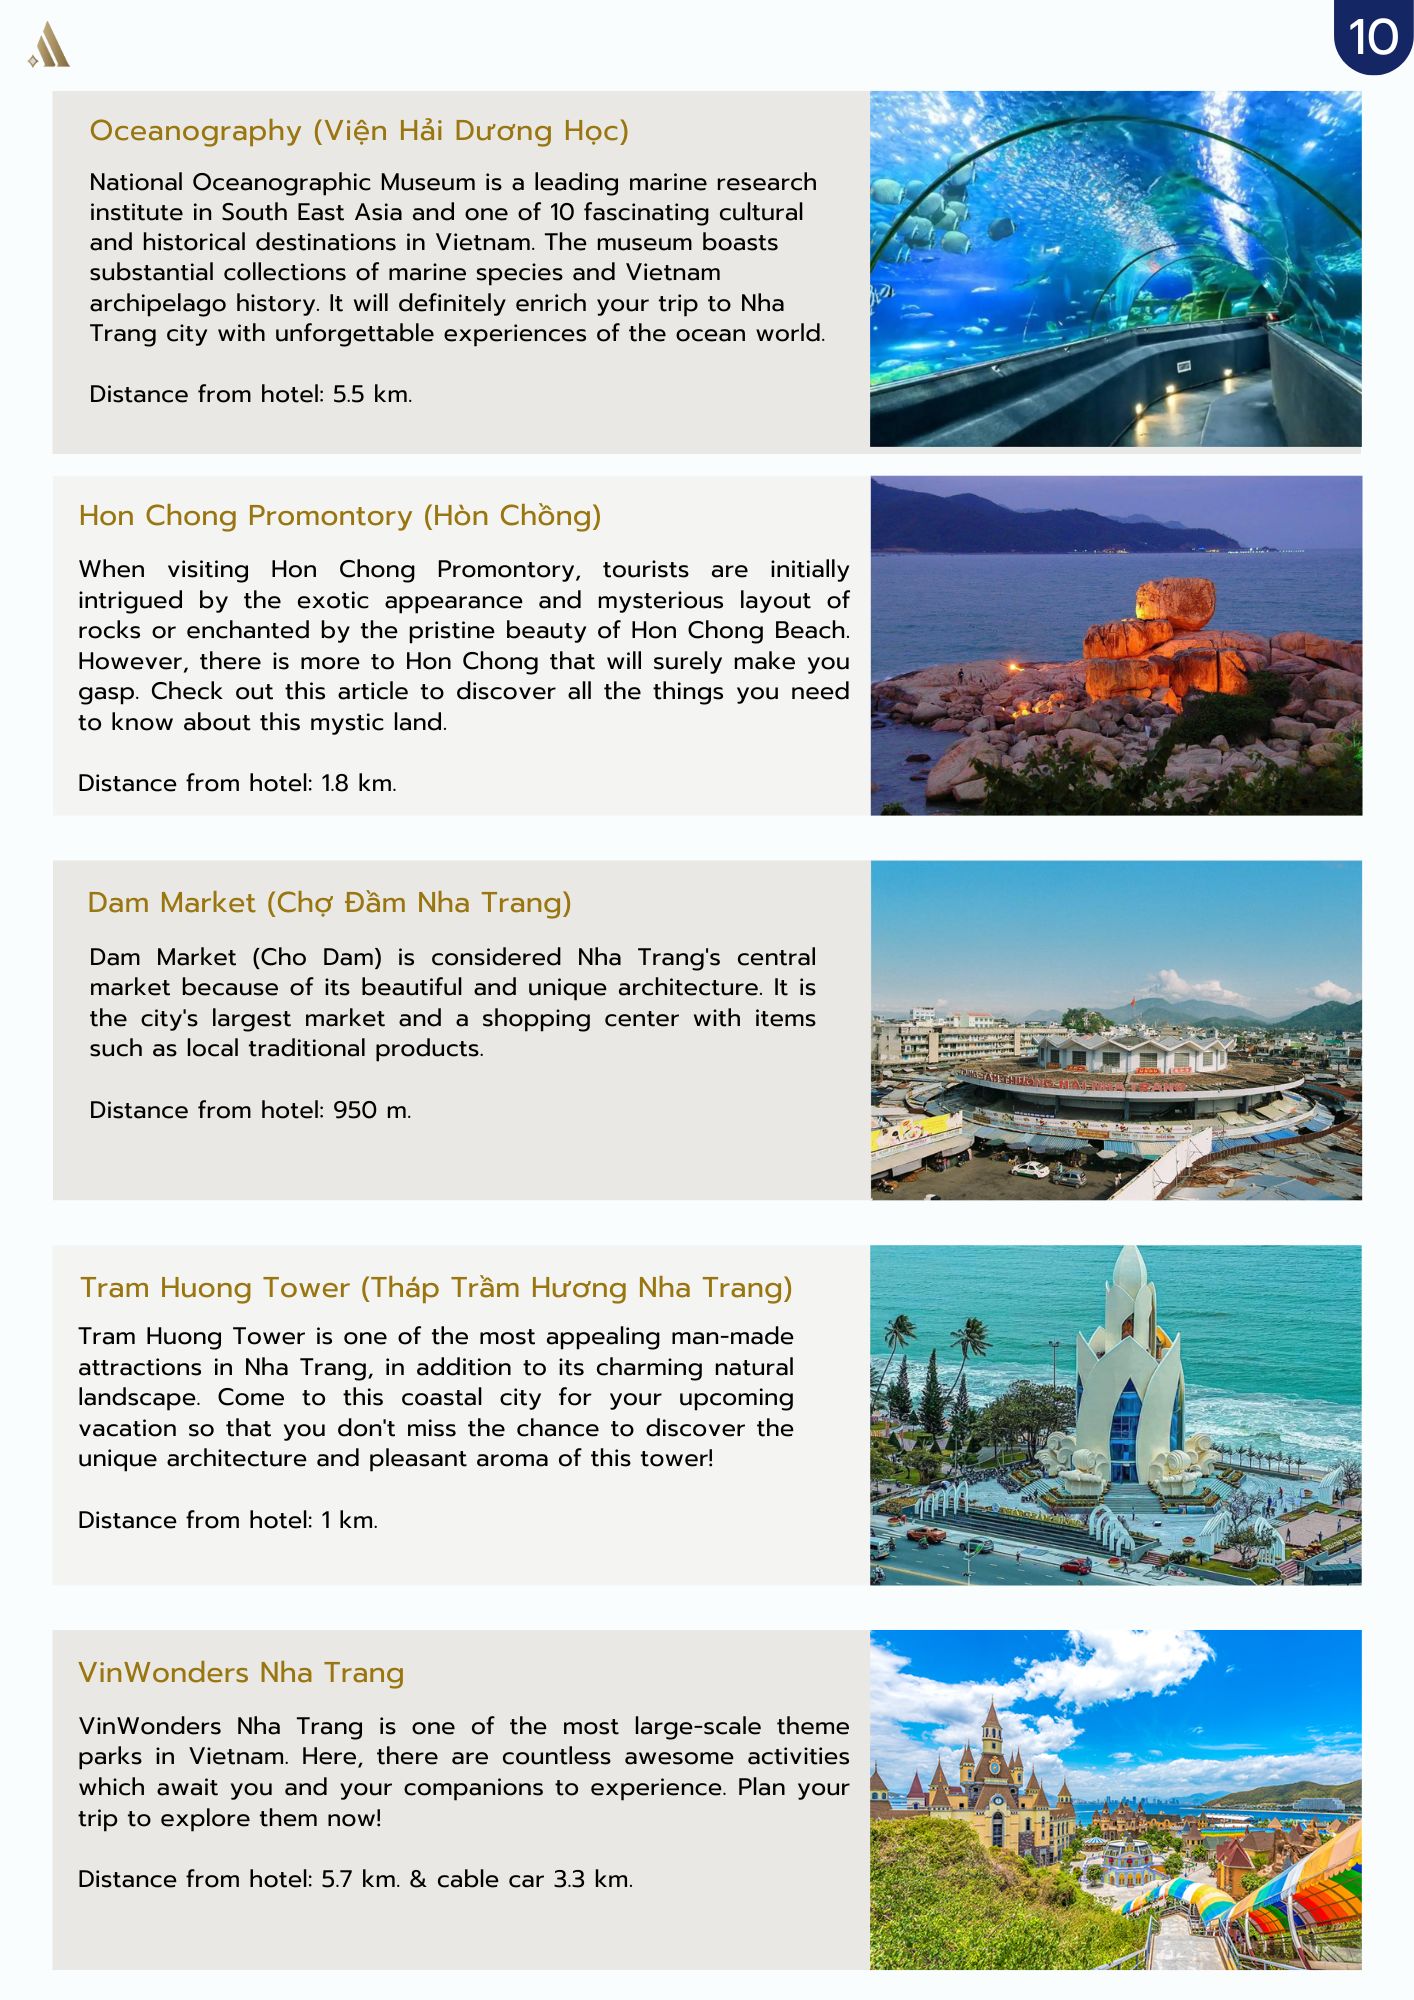 10
Oceanography (Viện Hải Dương Học)
National Oceanographic Museum is a leading marine research
institute in South East Asia and one of 10 fascinating cultural
and historical destinations in Vietnam. The museum boasts
substantial collections of marine species and Vietnam
archipelago history. It will definitely enrich your trip to Nha
Trang city with unforgettable experiences of the ocean world.
Distance from hotel: 5.5 km.
Hon Chong Promontory (Hòn Chồng)
When visiting Hon Chong Promontory, tourists are initially
intrigued by the exotic appearance and mysterious layout of
rocks or enchanted by the pristine beauty of Hon Chong Beach.
However, there is more to Hon Chong that will surely make you
gasp. Check out this article to discover all the things you need
to know about this mystic land.
Distance from hotel: 1.8 km.
Dam Market (Chợ Đầm Nha Trang)
Dam Market (Cho Dam) is considered Nha Trang's central
market because of its beautiful and unique architecture. It is
the city's largest market and a shopping center with items
such as local traditional products.
Distance from hotel: 950 m.
Tram Huong Tower (Tháp Trầm Hương Nha Trang)
Tram Huong Tower is one of the most appealing man-made
attractions in Nha Trang, in addition to its charming natural
landscape. Come to this coastal city for your upcoming
vacation so that you don't miss the chance to discover the
unique architecture and pleasant aroma of this tower!
Distance from hotel: 1 km.
VinWonders Nha Trang
VinWonders Nha Trang is one of the most large-scale theme
parks in Vietnam. Here, there are countless awesome activities
which await you and your companions to experience. Plan your
trip to explore them now!
Distance from hotel: 5.7 km. & cable car 3.3 km.